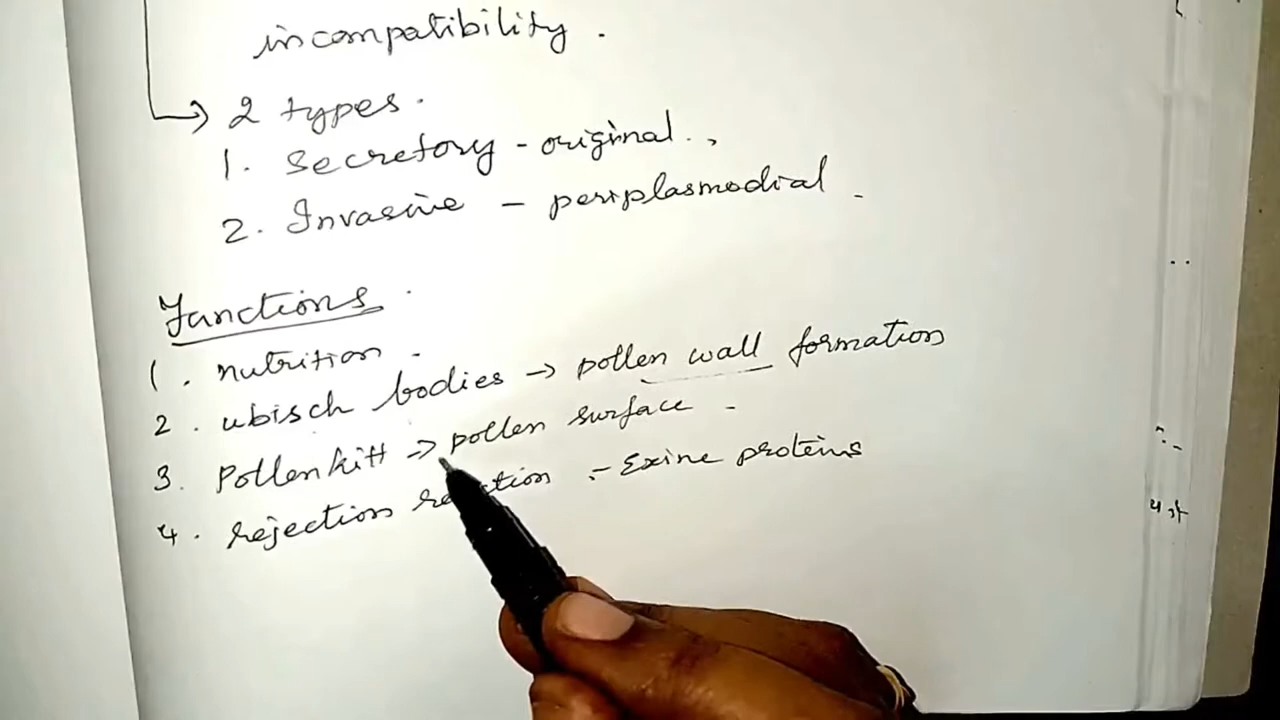 incompatibility.
→ 2 types.
1. Secretory - original.,
2. Invasive - periplasmodial.
Functions.
1. nutrition.
2. ubisch bodies → pollen wall formation
3. Pollenkitt → pollen surface.
4. rejection reaction :- Exine proteins